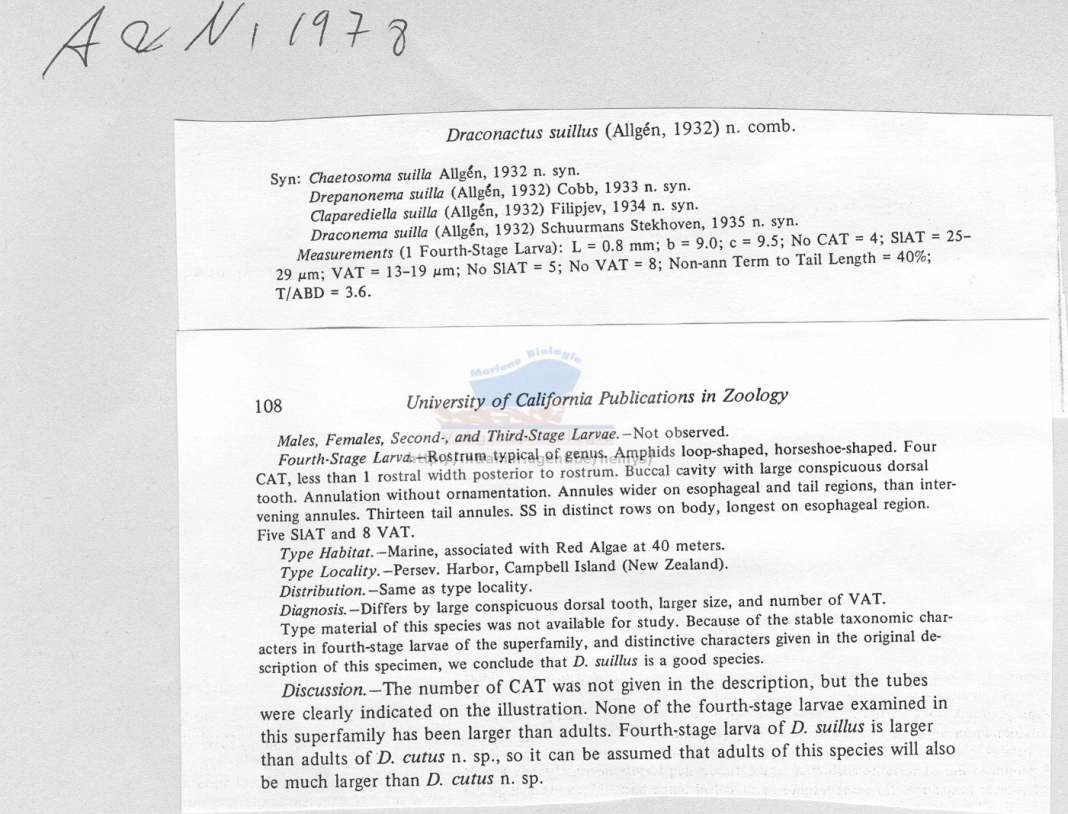 A & N, 1978
Draconactus suillus (Allgén, 1932) n. comb.
Syn: Chaetosoma suilla Allgén, 1932 n. syn.
Drepanonema suilla (Allgén, 1932) Cobb, 1933 n. syn.
Claparediella suilla (Allgén, 1932) Filipjev, 1934 n. syn.
Draconema suilla (Allgén, 1932) Schuurmans Stekhoven, 1935 n. syn.
Measurements (1 Fourth-Stage Larva): L = 0.8 mm; b = 9.0; c = 9.5; No CAT = 4; SlAT = 25–
29 μm; VAT = 13–19 μm; No SlAT = 5; No VAT = 8; Non-ann Term to Tail Length = 40%;
T/ABD = 3.6.
Mariene Biologie
108 University of California Publications in Zoology
Males, Females, Second-, and Third-Stage Larvae.—Not observed.
Fourth-Stage Larva.—Rostrum typical of genus. Amphids loop-shaped, horseshoe-shaped. Four
CAT, less than 1 rostral width posterior to rostrum. Buccal cavity with large conspicuous dorsal
tooth. Annulation without ornamentation. Annules wider on esophageal and tail regions, than inter-
vening annules. Thirteen tail annules. SS in distinct rows on body, longest on esophageal region.
Five SlAT and 8 VAT.
Type Habitat.—Marine, associated with Red Algae at 40 meters.
Type Locality.—Persev. Harbor, Campbell Island (New Zealand).
Distribution.—Same as type locality.
Diagnosis.—Differs by large conspicuous dorsal tooth, larger size, and number of VAT.
Type material of this species was not available for study. Because of the stable taxonomic char-
acters in fourth-stage larvae of the superfamily, and distinctive characters given in the original de-
scription of this specimen, we conclude that D. suillus is a good species.
Discussion.—The number of CAT was not given in the description, but the tubes
were clearly indicated on the illustration. None of the fourth-stage larvae examined in
this superfamily has been larger than adults. Fourth-stage larva of D. suillus is larger
than adults of D. cutus n. sp., so it can be assumed that adults of this species will also
be much larger than D. cutus n. sp.